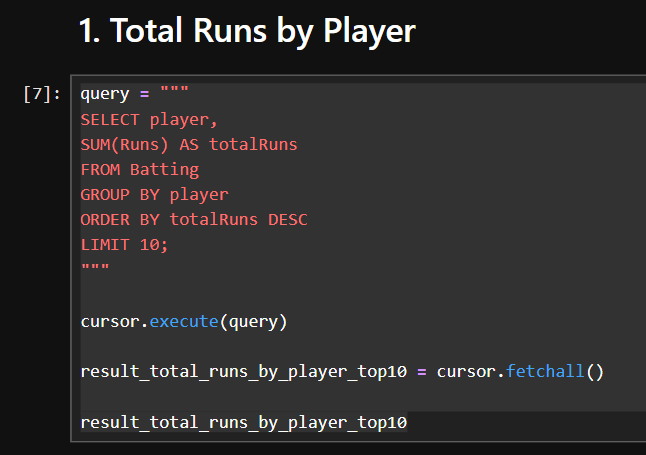 1. Total Runs by Player
[7]: query = """
SELECT player,
SUM(Runs) AS totalRuns
FROM Batting
GROUP BY player
ORDER BY totalRuns DESC
LIMIT 10;
"""
cursor.execute(query)
result_total_runs_by_player_top10 = cursor.fetchall()
result_total_runs_by_player_top10